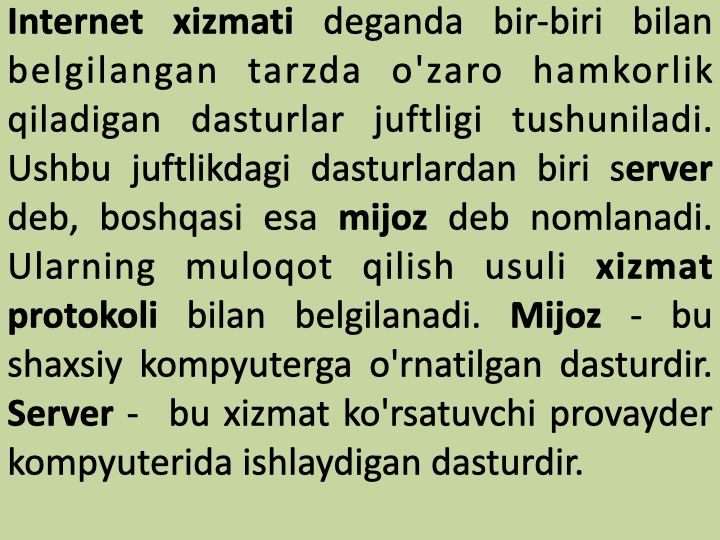 Internet xizmati deganda bir-biri bilan
belgilangan tarzda o'zaro hamkorlik
qiladigan dasturlar juftligi tushuniladi.
Ushbu juftlikdagi dasturlardan biri server
deb, boshqasi esa mijoz deb nomlanadi.
Ularning muloqot qilish usuli xizmat
protokoli bilan belgilanadi. Mijoz - bu
shaxsiy kompyuterga o'rnatilgan dasturdir.
Server - bu xizmat ko'rsatuvchi provayder
kompyuterida ishlaydigan dasturdir.